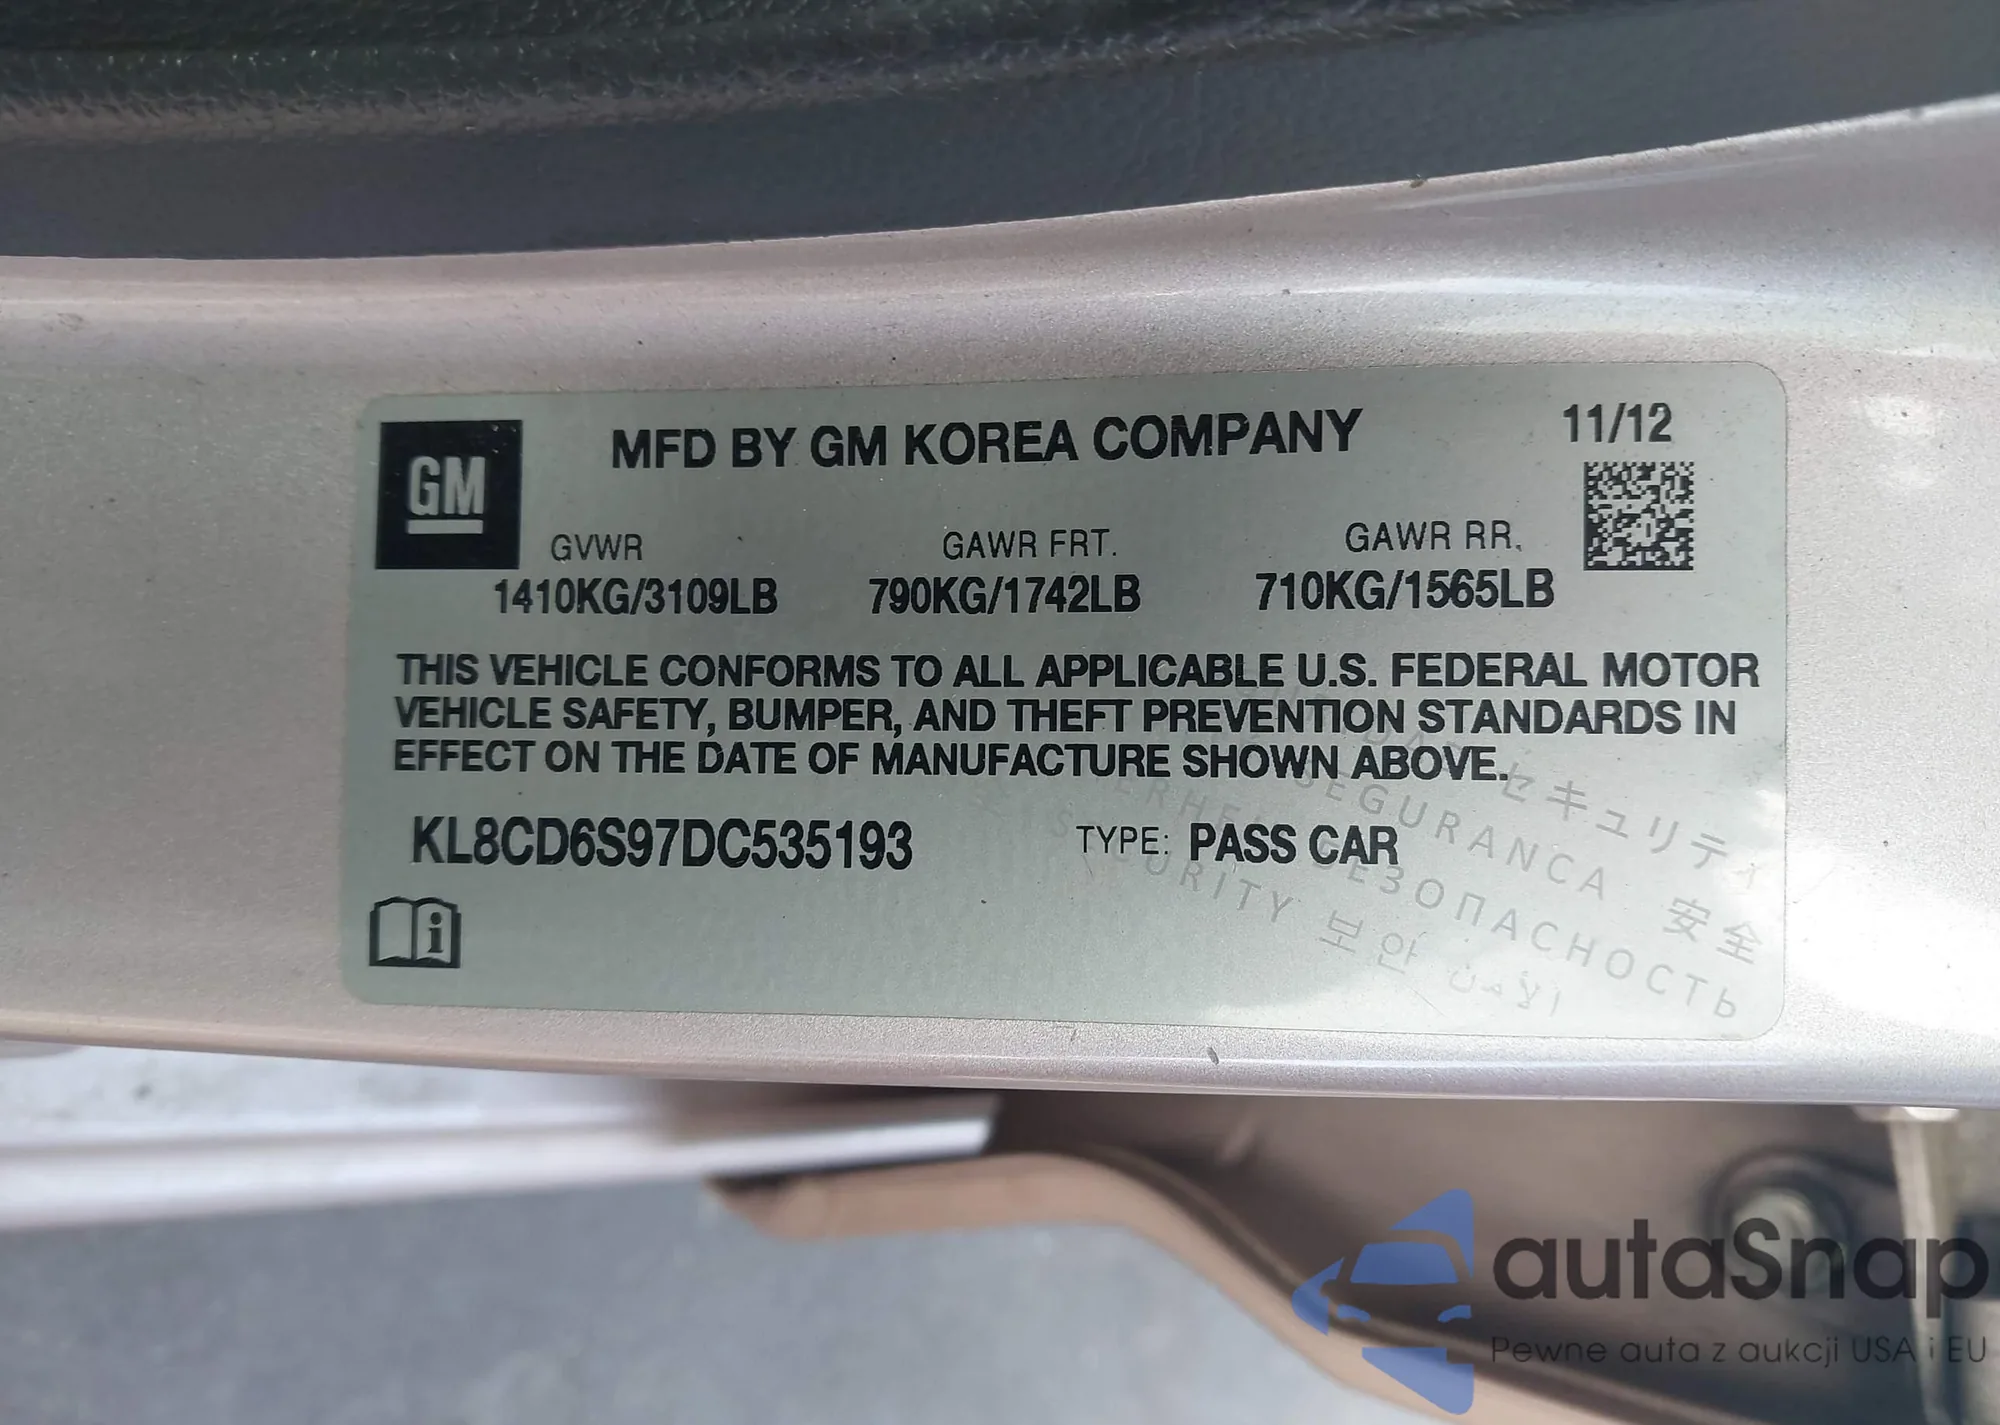 GM
MFD BY GM KOREA COMPANY
11/12
GVWR GAWR FRT. GAWR RR.
1410KG/3109LB 790KG/1742LB 710KG/1565LB
THIS VEHICLE CONFORMS TO ALL APPLICABLE U.S. FEDERAL MOTOR
VEHICLE SAFETY, BUMPER, AND THEFT PREVENTION STANDARDS IN
EFFECT ON THE DATE OF MANUFACTURE SHOWN ABOVE.
KL8CD6S97DC535193 TYPE: PASS CAR
i
セキュリティ
SEGURANCA 安全
БЕЗОПАСНОСТЬ
SECURITY 보안 الأمن
autaSnap
Pewne auta z aukcji USA i EU